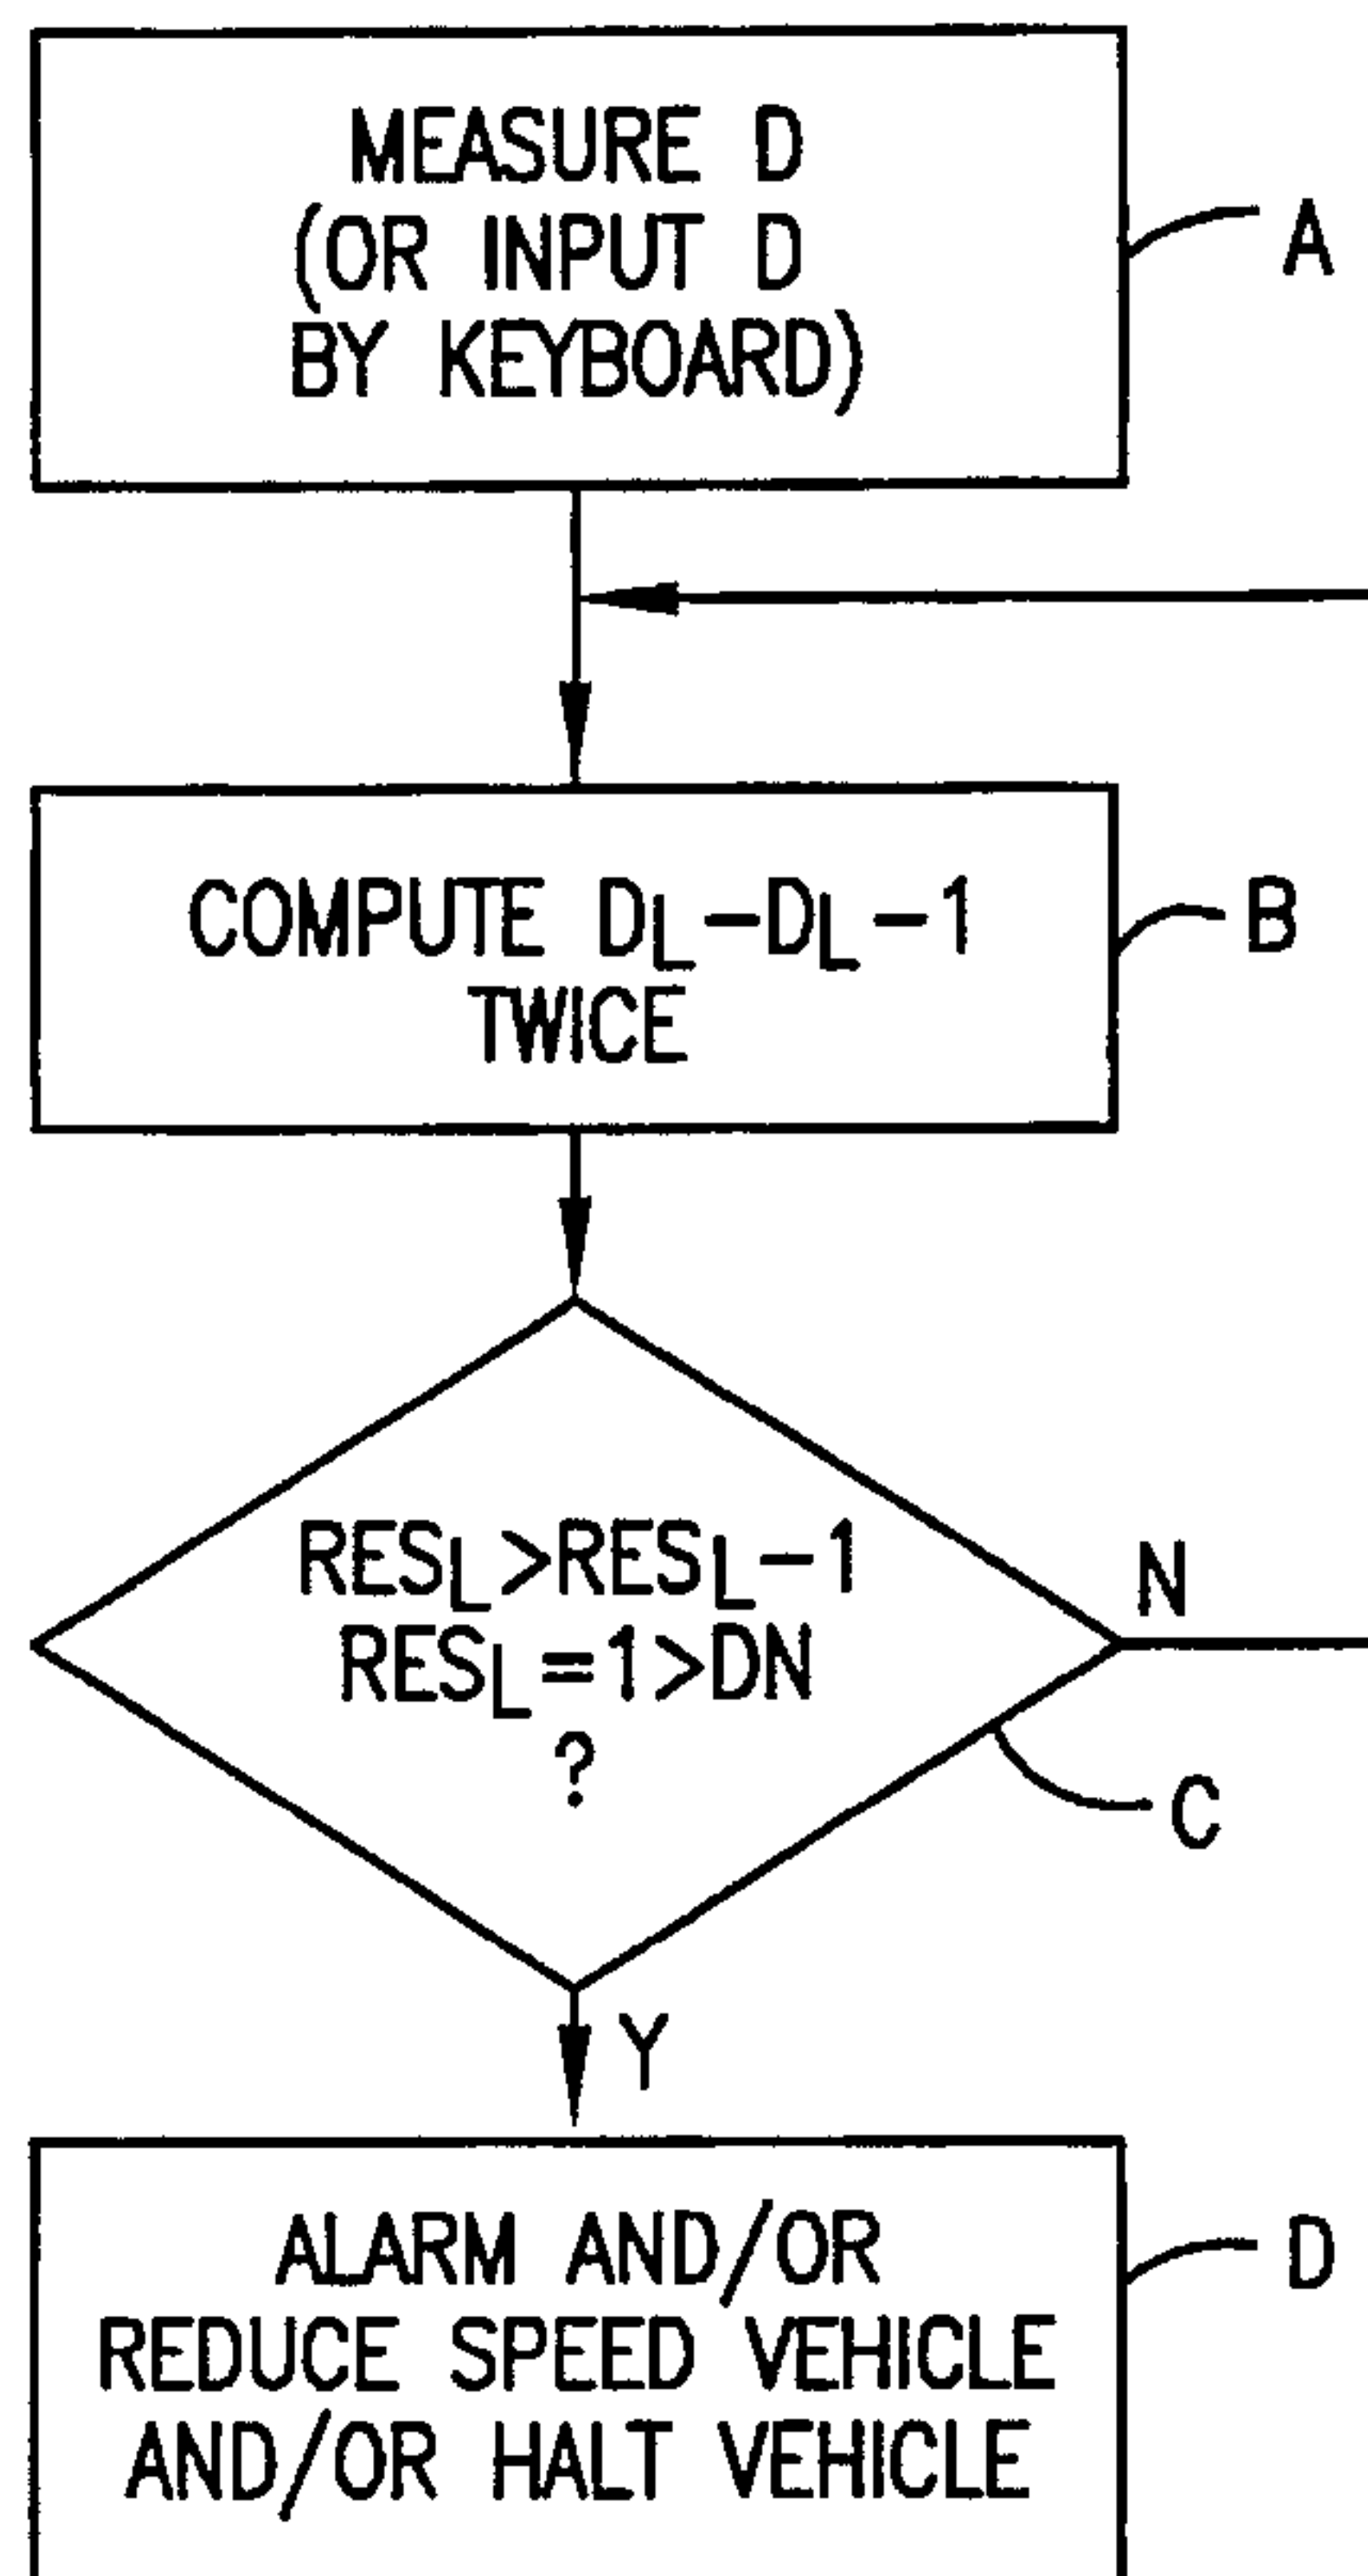 MEASURE D
(OR INPUT D
BY KEYBOARD)
A
COMPUTE DL-DL-1
TWICE
B
RESL>RESL-1
RESL=1>DN
?
N
C
Y
ALARM AND/OR
REDUCE SPEED VEHICLE
AND/OR HALT VEHICLE
D